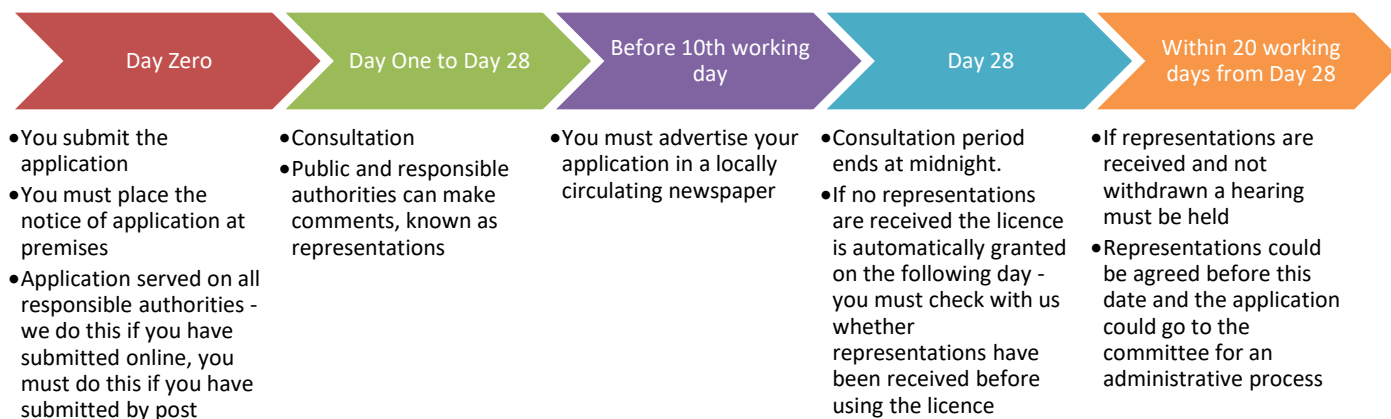 Day Zero
Day One to Day 28
Before 10th working
day
Day 28
Within 20 working
days from Day 28
•You submit the
application
•You must place the
notice of application at
premises
•Application served on all
responsible authorities -
we do this if you have
submitted online, you
must do this if you have
submitted by post
•Consultation
•Public and responsible
authorities can make
comments, known as
representations
•You must advertise your
application in a locally
circulating newspaper
•Consultation period
ends at midnight.
•If no representations
are received the licence
is automatically granted
on the following day -
you must check with us
whether
representations have
been received before
using the licence
•If representations are
received and not
withdrawn a hearing
must be held
•Representations could
be agreed before this
date and the application
could go to the
committee for an
administrative process